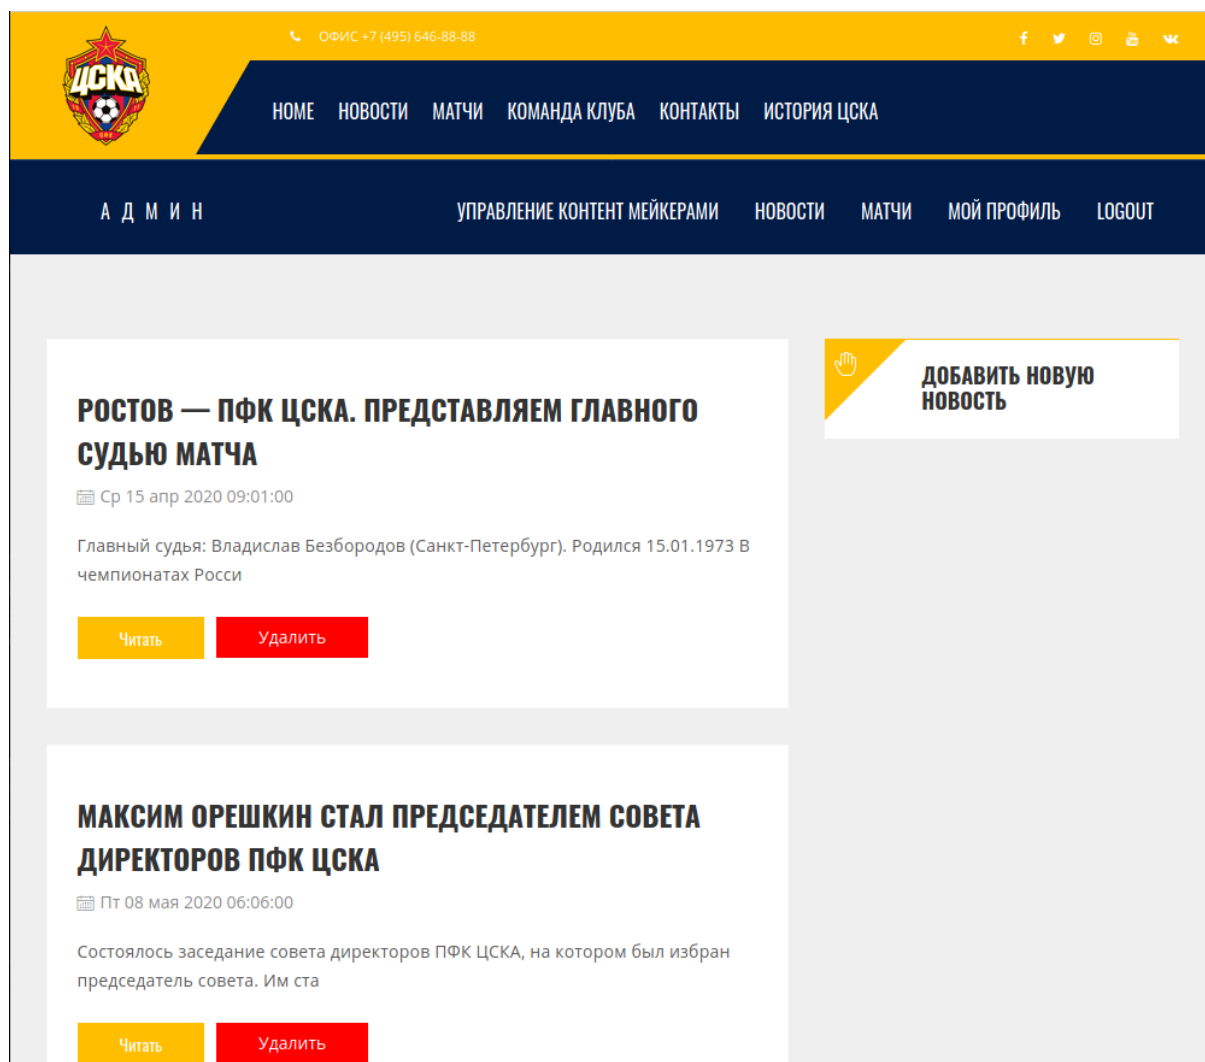 ЦСКА
ОФИС +7 (495) 646-88-88
HOME НОВОСТИ МАТЧИ КОМАНДА КЛУБА КОНТАКТЫ ИСТОРИЯ ЦСКА
АДМИН
УПРАВЛЕНИЕ КОНТЕНТ МЕЙКЕРАМИ НОВОСТИ МАТЧИ МОЙ ПРОФИЛЬ LOGOUT
РОСТОВ — ПФК ЦСКА. ПРЕДСТАВЛЯЕМ ГЛАВНОГО
СУДЬЮ МАТЧА
Ср 15 апр 2020 09:01:00
Главный судья: Владислав Безбородов (Санкт-Петербург). Родился 15.01.1973 В
чемпионатах Росси
Читать Удалить
ДОБАВИТЬ НОВУЮ
НОВОСТЬ
МАКСИМ ОРЕШКИН СТАЛ ПРЕДСЕДАТЕЛЕМ СОВЕТА
ДИРЕКТОРОВ ПФК ЦСКА
Пт 08 мая 2020 06:06:00
Состоялось заседание совета директоров ПФК ЦСКА, на котором был избран
председатель совета. Им ста
Читать Удалить